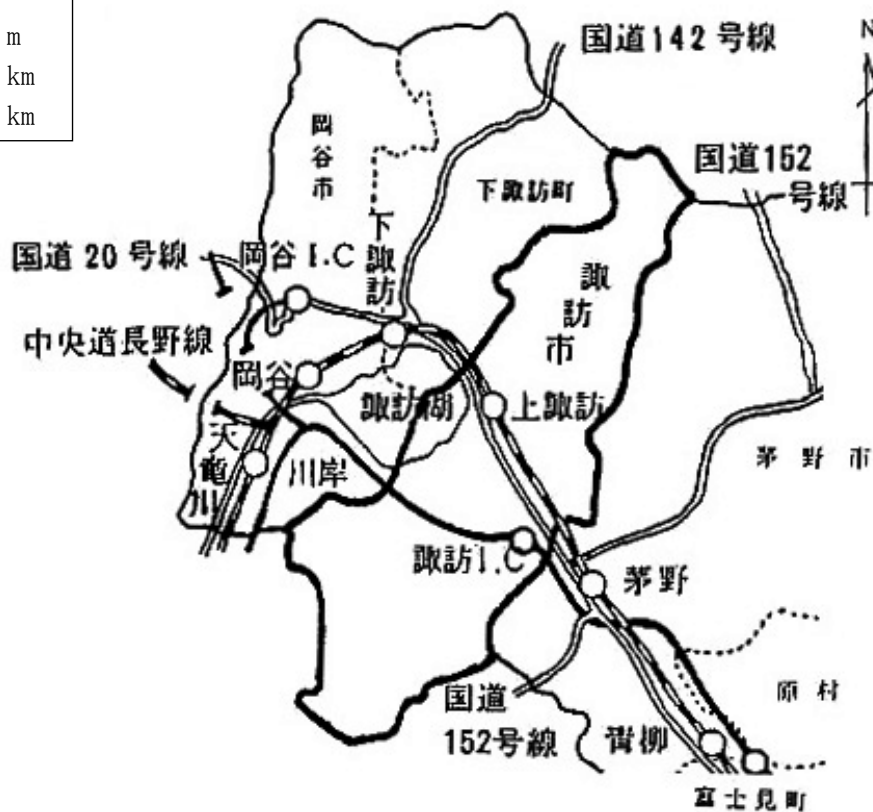 m
km
km
国道142号線
N
岡谷市
国道152
号線
下諏訪町
下諏訪
国道20号線
岡谷I.C
諏訪市
中央道長野線
岡谷
諏訪湖
上諏訪
天竜川
川岸
茅野市
諏訪I.C
茅野
原村
国道
152号線
青柳
富士見町